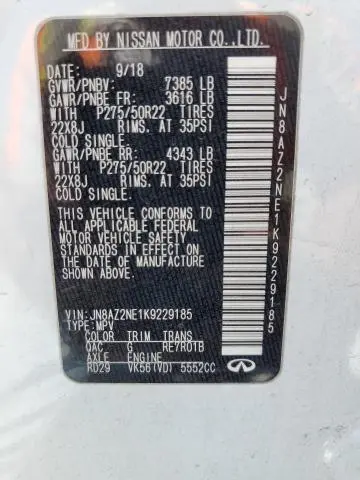 MFD BY NISSAN MOTOR CO.,LTD.
DATE: 9/18
GVWR/PNBV: 7385 LB
GAWR/PNBE FR: 3616 LB
WITH P275/50R22 TIRES
22X8J RIMS, AT 35PSI
COLD SINGLE.
GAWR/PNBE RR: 4343 LB
WITH P275/50R22 TIRES
22X8J RIMS, AT 35PSI
COLD SINGLE.
THIS VEHICLE CONFORMS TO
ALL APPLICABLE FEDERAL
MOTOR VEHICLE SAFETY
STANDARDS IN EFFECT ON
THE DATE OF MANUFACTURE
SHOWN ABOVE.
VIN: JN8AZ2NE1K9229185
TYPE: MPV
COLOR TRIM TRANS
QAC G RE7R01B
AXLE ENGINE
RD29 VK56(VD) 5552CC
JN8AZ2NE1K9229185